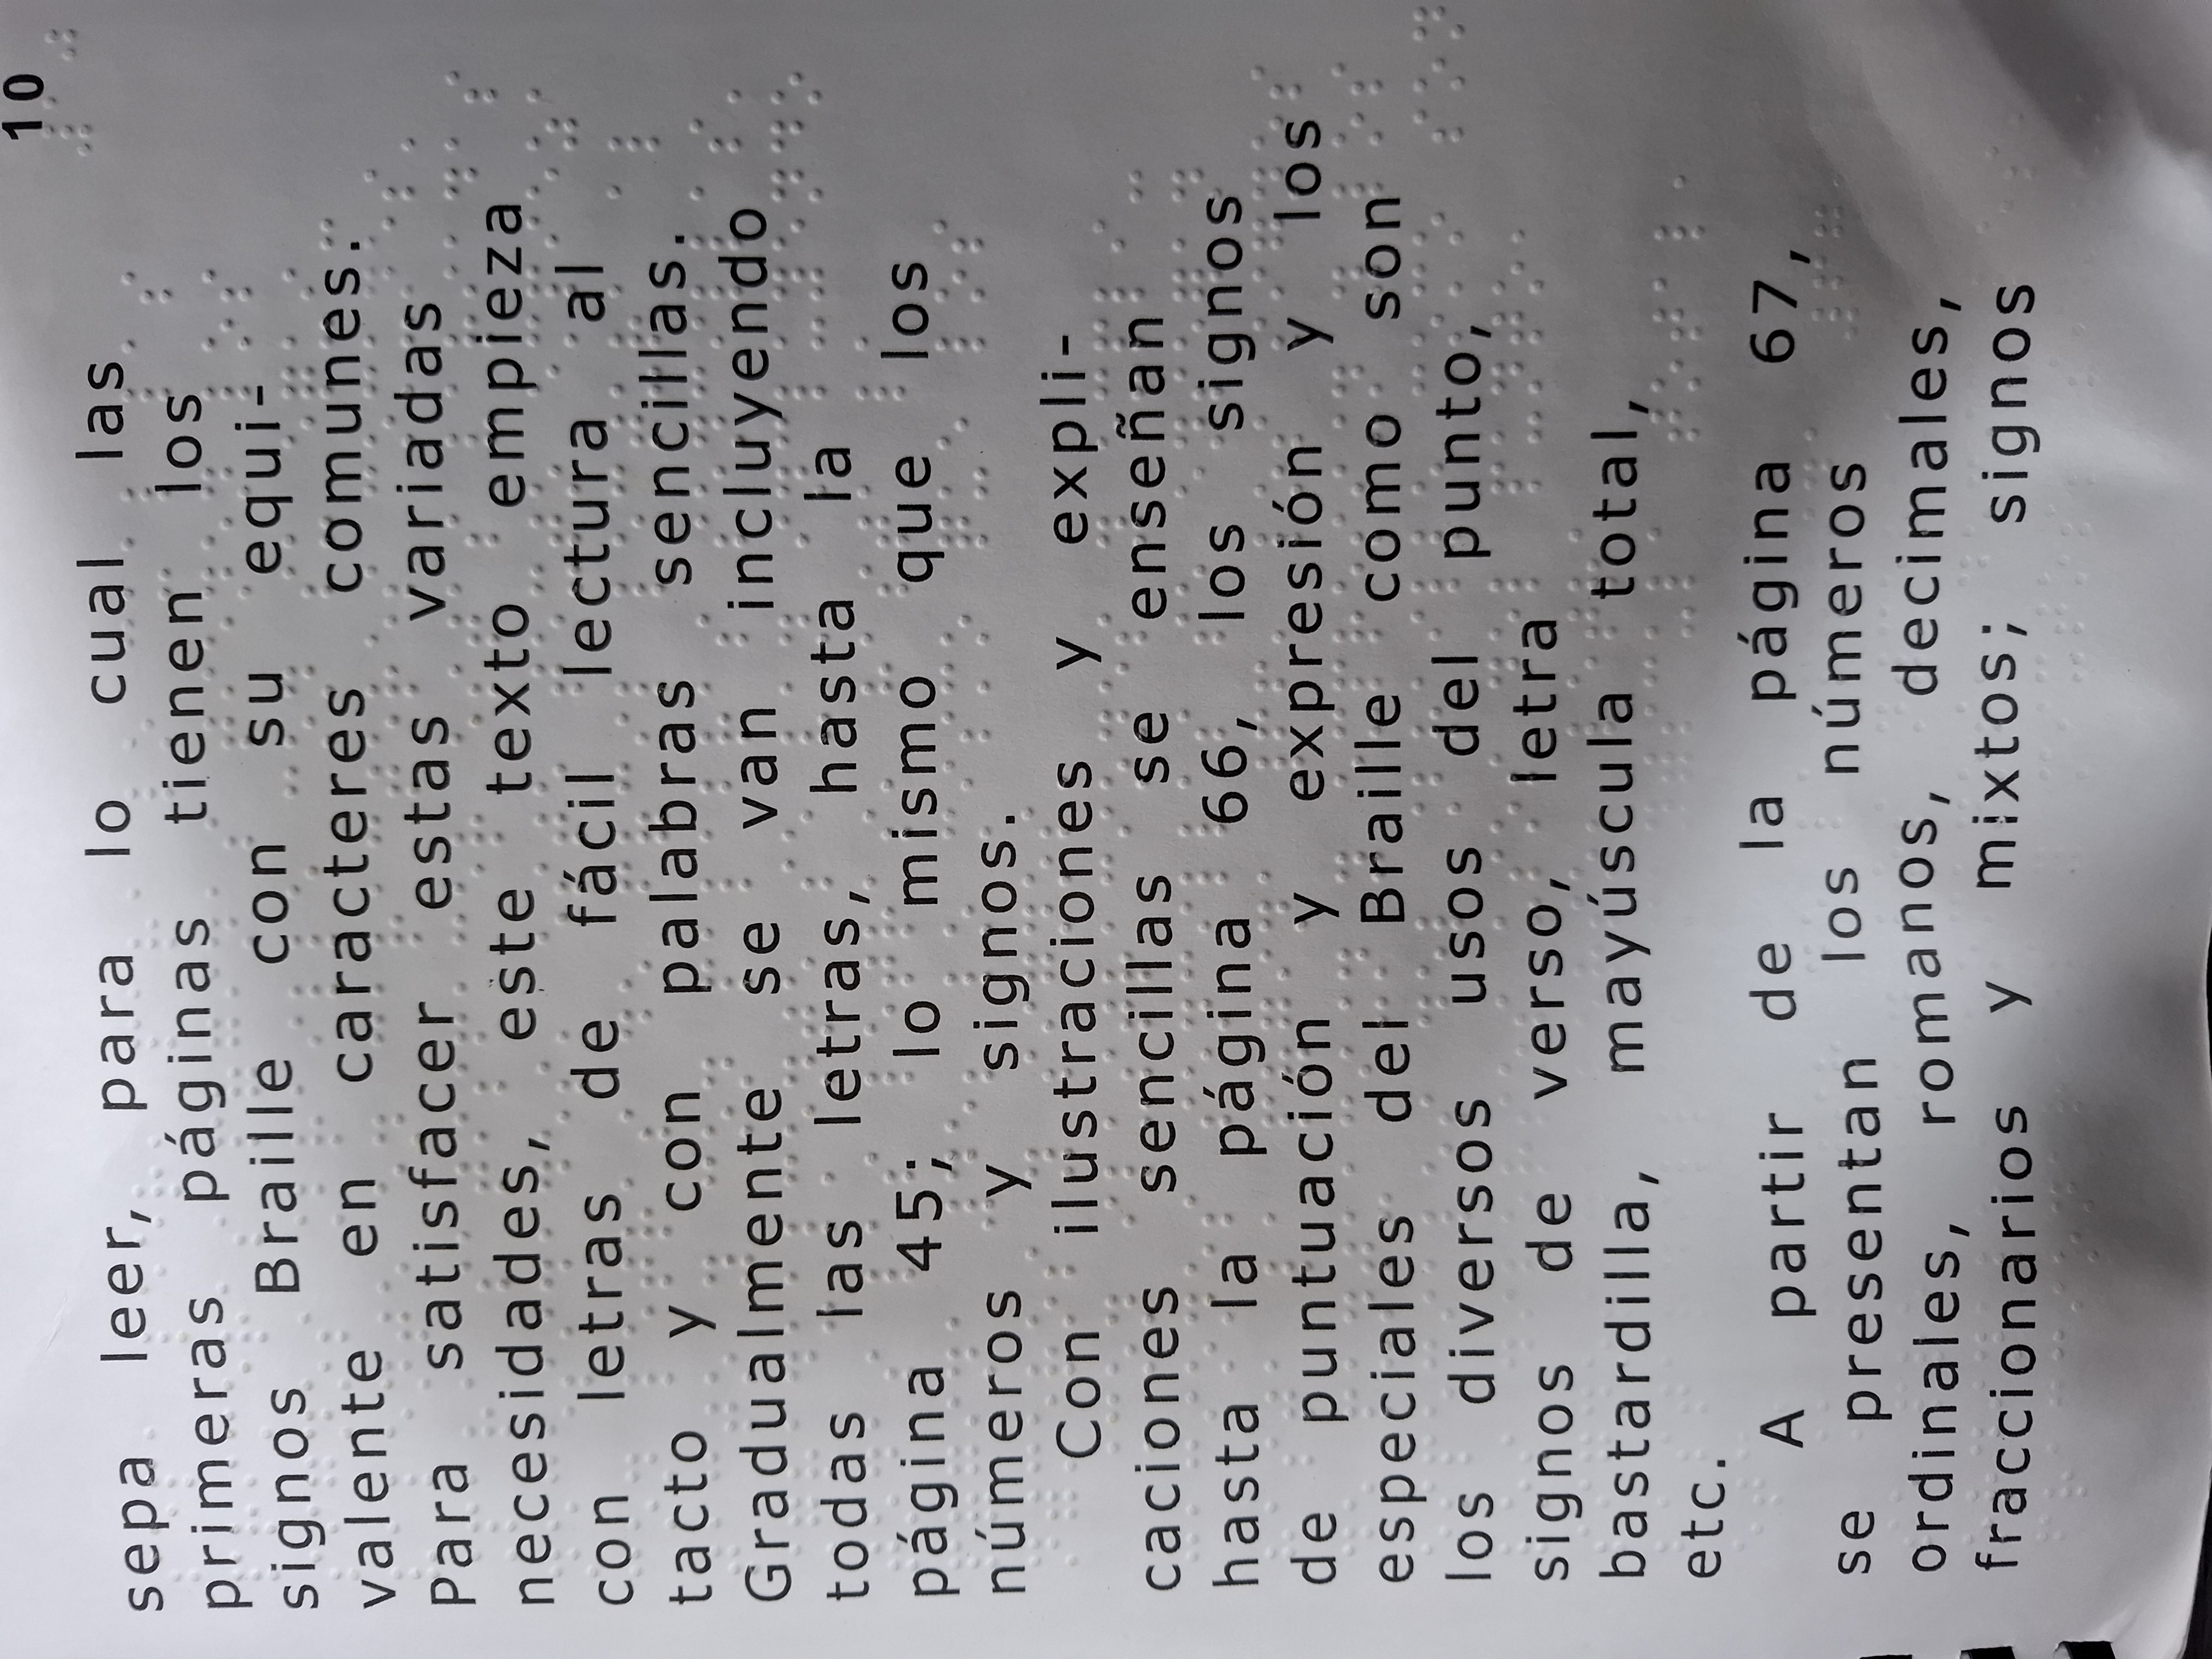 10
sepa leer, para lo cual las
primeras páginas tienen los
signos Braille con su equi-
valente en caracteres comunes.
Para satisfacer estas variadas
necesidades, este texto empieza
con letras de fácil lectura al
tacto y con palabras sencillas.
Gradualmente se van incluyendo
todas las letras, hasta la
página 45; lo mismo que los
números y signos.
Con ilustraciones y expli-
caciones sencillas se enseñan
hasta la página 66, los signos
de puntuación y expresión y los
especiales del Braille como son
los diversos usos del punto,
signos de verso, letra
bastardilla, mayúscula total,
etc.
A partir de la página 67,
se presentan los números
ordinales, romanos, decimales,
fraccionarios y mixtos; signos